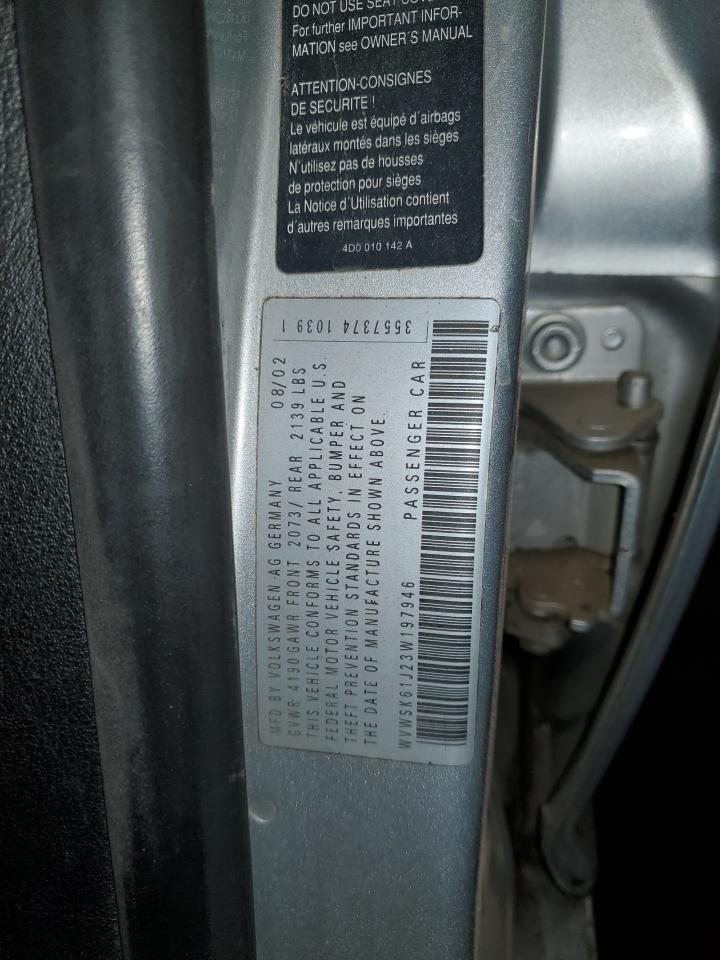 DO NOT USE SEAT COV
For further IMPORTANT INFOR-
MATION see OWNER'S MANUAL
ATTENTION-CONSIGNES
DE SECURITE !
Le véhicule est équipé d'airbags
latéraux montés dans les sièges
N'utilisez pas de housses
de protection pour sièges
La Notice d'Utilisation contient
d'autres remarques importantes
4D0 010 142 A
3557374 1039 1
MFD BY VOLKSWAGEN AG GERMANY 08/02
GVWR 4190 GAWR FRONT 2073/ REAR 2139 LBS
THIS VEHICLE CONFORMS TO ALL APPLICABLE U.S.
FEDERAL MOTOR VEHICLE SAFETY, BUMPER AND
THEFT PREVENTION STANDARDS IN EFFECT ON
THE DATE OF MANUFACTURE SHOWN ABOVE.
WVWSK61J23W197946 PASSENGER CAR